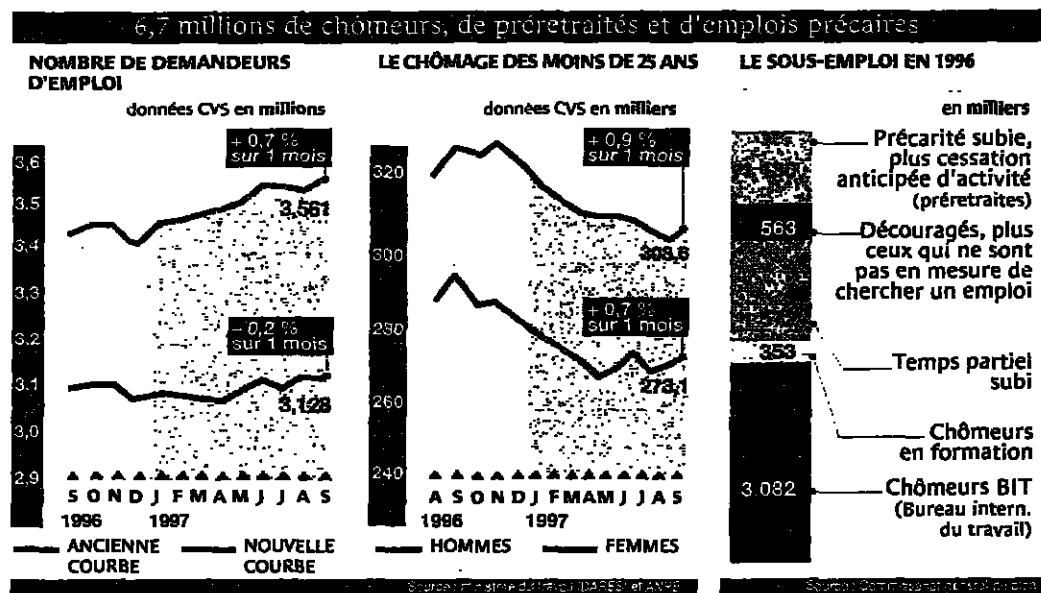 6,7 millions de chômeurs, de préretraités et d'emplois précaires
NOMBRE DE DEMANDEURS
D'EMPLOI
données CVS en millions
+ 0,7 %
sur 1 mois
3,6
3,5
3,4
3,3
3,2
3,1
3,0
2,9
3,561
- 0,2 %
sur 1 mois
3,128
S O N D J F M A M J J A S
1996 1997
ANCIENNE
COURBE
NOUVELLE
COURBE
LE CHÔMAGE DES MOINS DE 25 ANS
données CVS en milliers
+ 0,9 %
sur 1 mois
320
300
280
260
240
+ 0,7 %
sur 1 mois
273,1
A S O N D J F M A M J J A S
1996 1997
HOMMES
FEMMES
LE SOUS-EMPLOI EN 1996
en milliers
Précarité subie,
plus cessation
anticipée d'activité
(préretraites)
563
Découragés, plus
ceux qui ne sont
pas en mesure de
chercher un emploi
353
Temps partiel
subi
Chômeurs
en formation
3.082
Chômeurs BIT
(Bureau intern.
du travail)